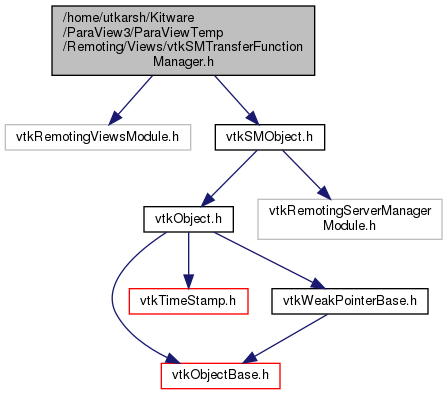 /home/utkarsh/Kitware
/ParaView3/ParaViewTemp
/Remoting/Views/vtkSMTransferFunction
Manager.h
vtkRemotingViewsModule.h
vtkSMObject.h
vtkObject.h
vtkRemotingServerManager
Module.h
vtkTimeStamp.h
vtkWeakPointerBase.h
vtkObjectBase.h